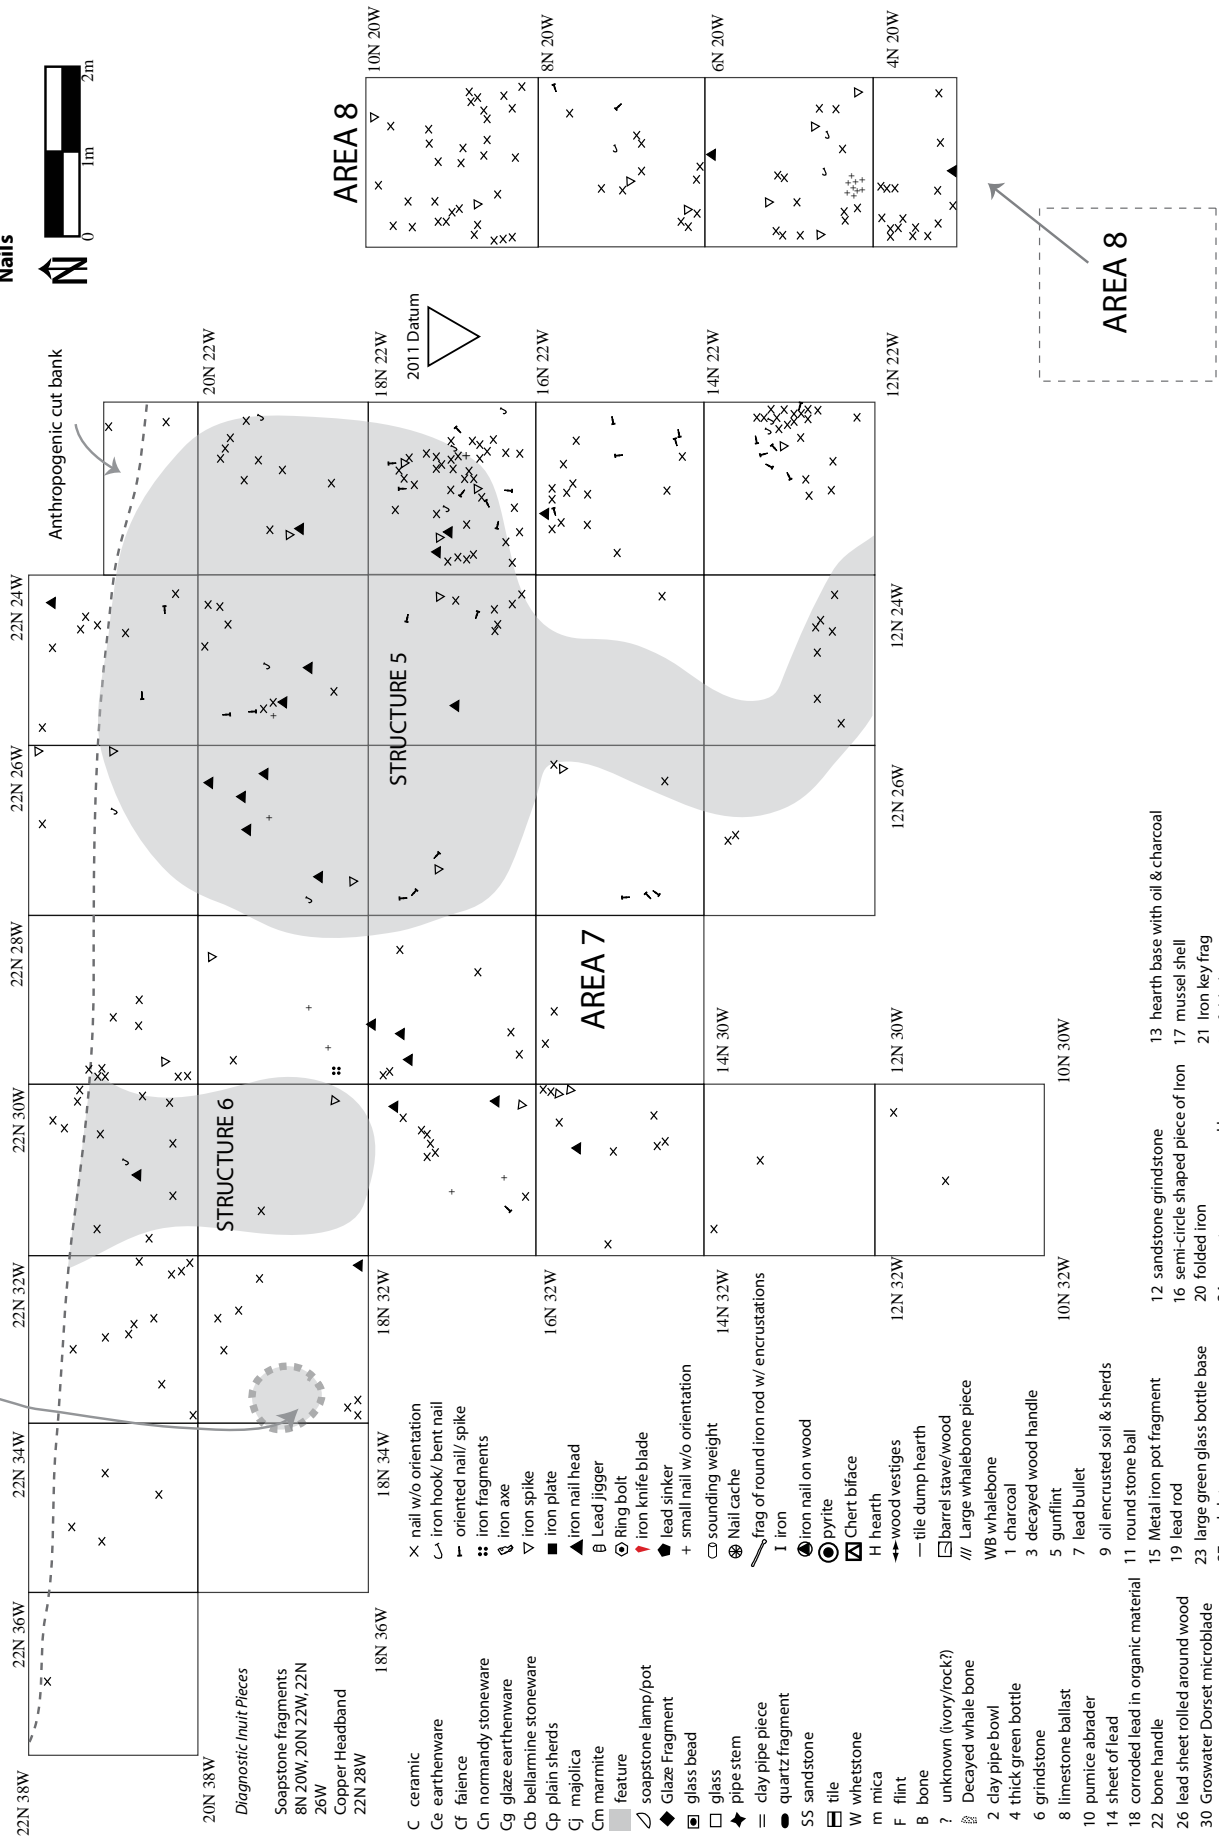 Nails
N
0 1m 2m
Anthropogenic cut bank
2011 Datum
AREA 8
10N 20W
8N 20W
6N 20W
4N 20W
AREA 8
22N 38W
22N 36W
22N 34W
22N 32W
22N 30W
22N 28W
22N 26W
22N 24W
20N 22W
18N 22W
16N 22W
14N 22W
12N 22W
12N 24W
12N 26W
STRUCTURE 5
STRUCTURE 6
AREA 7
14N 30W
12N 30W
10N 30W
20N 38W
18N 36W
18N 34W
18N 32W
16N 32W
14N 32W
12N 32W
10N 32W
Diagnostic Inuit Pieces
Soapstone fragments
8N 20W, 20N 22W, 22N
26W
Copper Headband
22N 28W
C ceramic
Ce earthenware
Cf faience
Cn normandy stoneware
Cg glaze earthenware
Cb bellarmine stoneware
Cp plain sherds
Cj majolica
Cm marmite
feature
soapstone lamp/pot
Glaze Fragment
glass bead
glass
pipe stem
clay pipe piece
quartz fragment
SS sandstone
tile
W whetstone
m mica
F flint
B bone
? unknown (ivory/rock?)
Decayed whale bone
2 clay pipe bowl
4 thick green bottle
6 grindstone
8 limestone ballast
10 pumice abrader
14 sheet of lead
18 corroded lead in organic material
22 bone handle
26 lead sheet rolled around wood
30 Groswater Dorset microblade
x nail w/o orientation
iron hook/ bent nail
oriented nail/ spike
iron fragments
iron axe
iron spike
iron plate
iron nail head
Lead jigger
Ring bolt
iron knife blade
lead sinker
+ small nail w/o orientation
sounding weight
Nail cache
frag of round iron rod w/ encrustations
I iron
iron nail on wood
pyrite
Chert biface
H hearth
wood vestiges
tile dump hearth
barrel stave/wood
/// Large whalebone piece
WB whalebone
1 charcoal
3 decayed wood handle
5 gunflint
7 lead bullet
9 oil encrusted soil & sherds
11 round stone ball
15 Metal iron pot fragment
19 lead rod
23 large green glass bottle base
12 sandstone grindstone
16 semi-circle shaped piece of Iron
20 folded iron
13 hearth base with oil & charcoal
17 mussel shell
21 Iron key frag